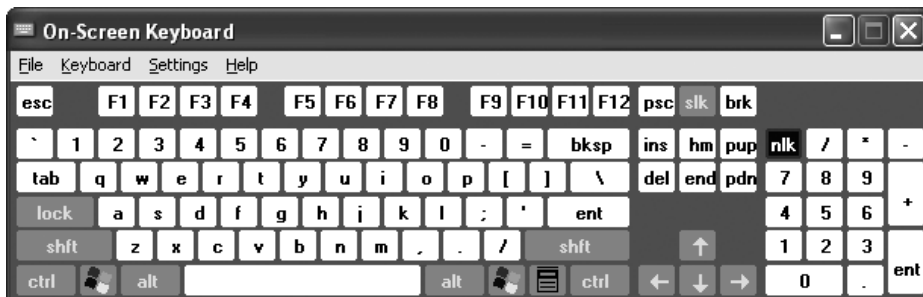 On-Screen Keyboard
File Keyboard Settings Help
esc F1 F2 F3 F4 F5 F6 F7 F8 F9 F10 F11 F12 psc slk brk
` 1 2 3 4 5 6 7 8 9 0 - = bksp ins hm pup nlk / * -
tab q w e r t y u i o p [ ] \ del end pdn 7 8 9 +
lock a s d f g h j k l ; ' ent 4 5 6
shft z x c v b n m , . / shft ↑ 1 2 3 ent
ctrl alt alt ctrl ← ↓ → 0 .